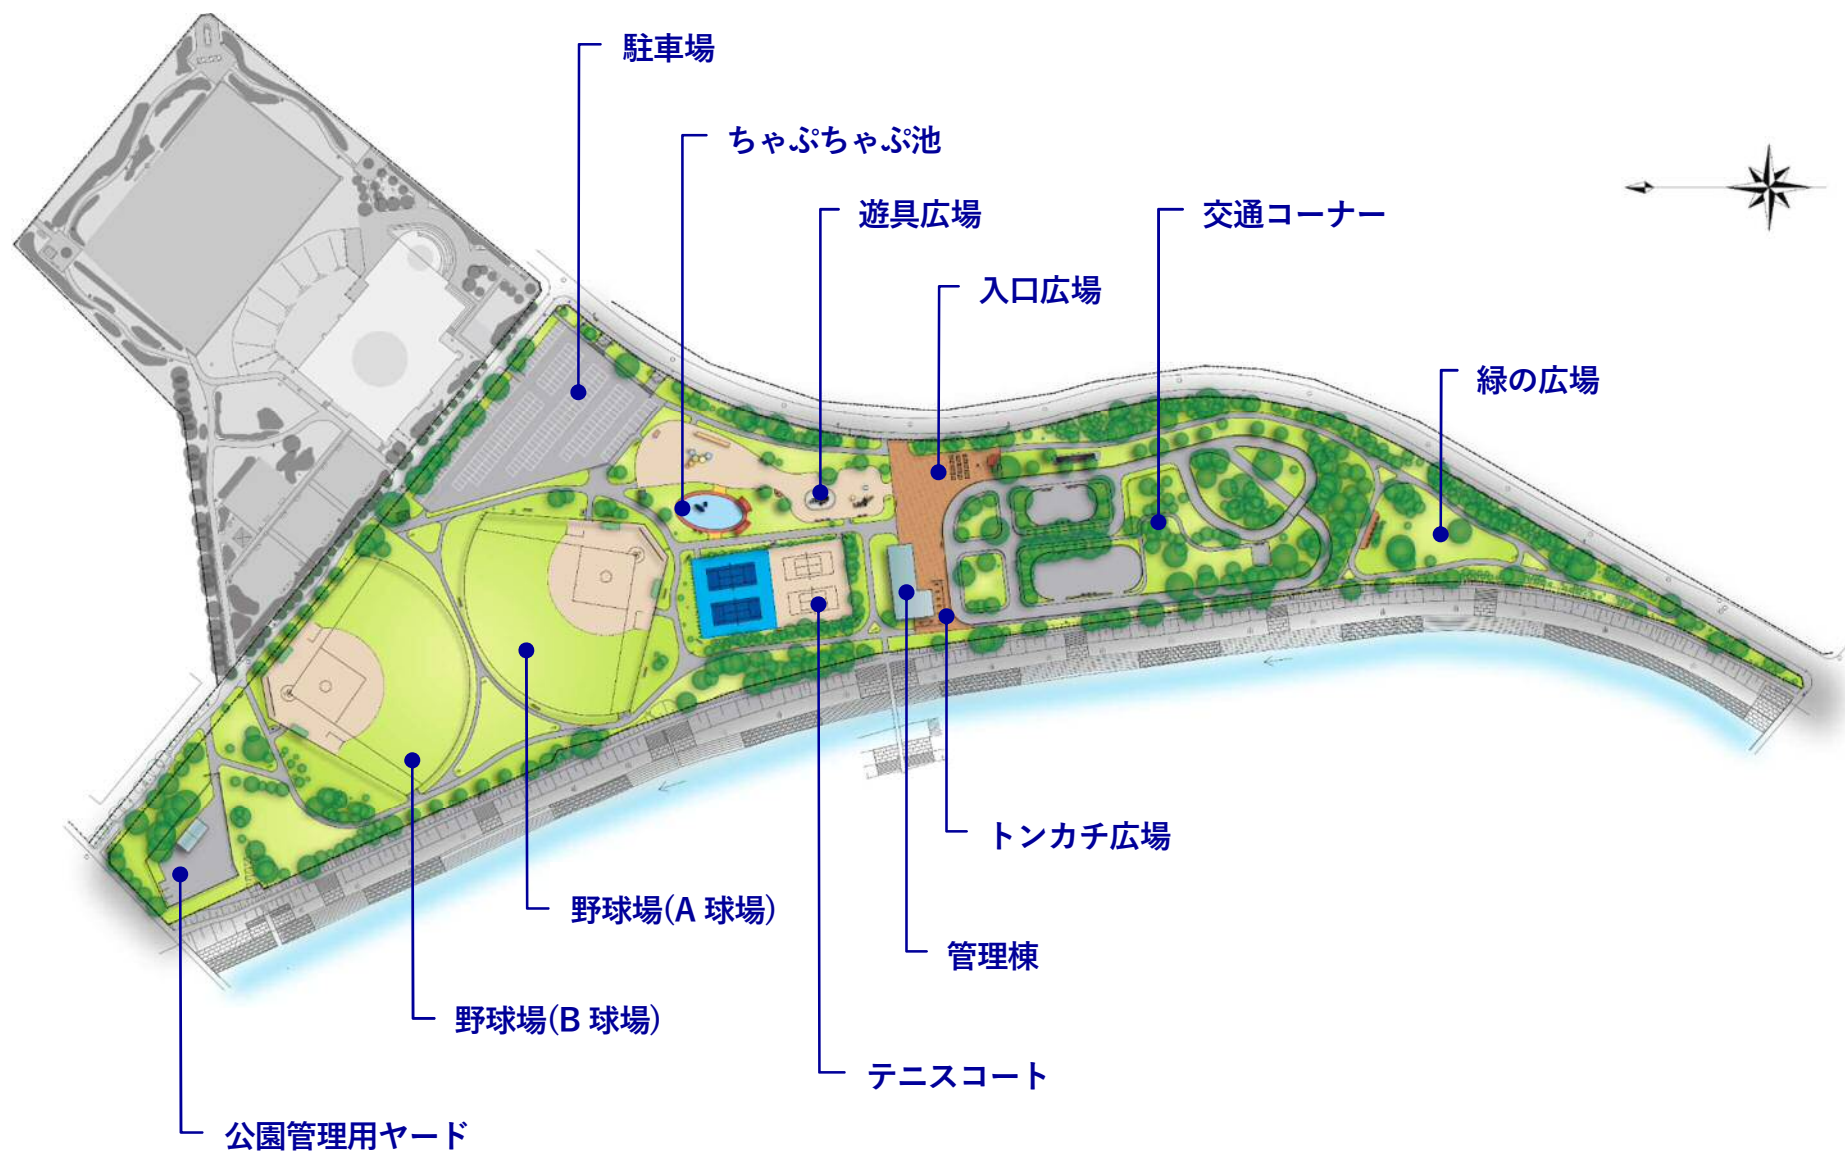 駐車場
ちゃぷちゃぷ池
遊具広場
交通コーナー
入口広場
緑の広場
トンカチ広場
野球場(A 球場)
管理棟
野球場(B 球場)
テニスコート
公園管理用ヤード